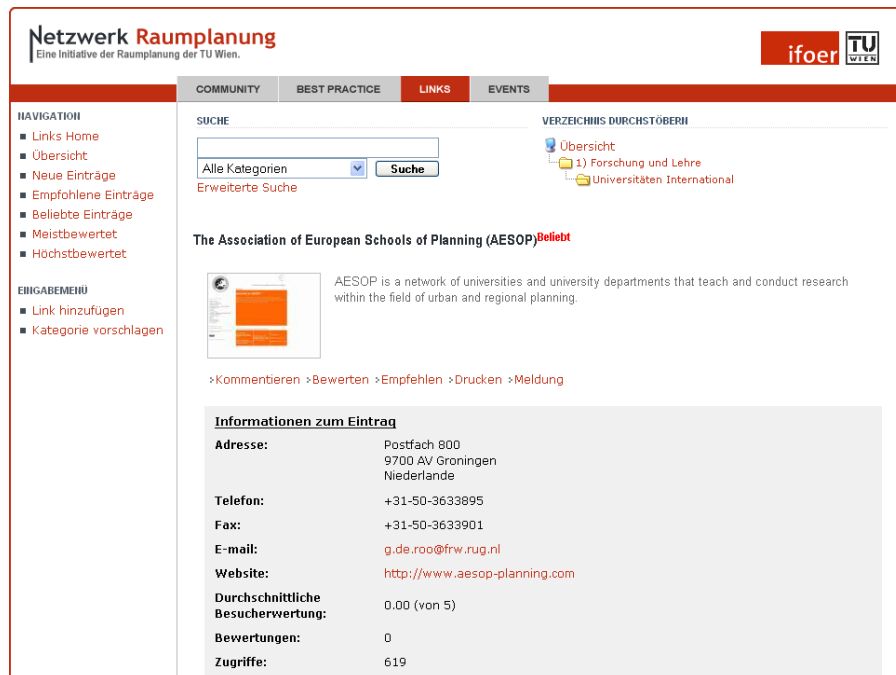 Netzwerk Raumplanung
Eine Initiative der Raumplanung der TU Wien.
ifoer
TU
WIEN
COMMUNITY
BEST PRACTICE
LINKS
EVENTS
NAVIGATION
Links Home
Übersicht
Neue Einträge
Empfohlene Einträge
Beliebte Einträge
Meistbewertet
Höchstbewertet
EINGABEMENÜ
Link hinzufügen
Kategorie vorschlagen
SUCHE
Alle Kategorien
Suche
Erweiterte Suche
VERZEICHNIS DURCHSTÖBERN
Übersicht
1) Forschung und Lehre
Universitäten International
The Association of European Schools of Planning (AESOP)Beliebt
AESOP is a network of universities and university departments that teach and conduct research
within the field of urban and regional planning.
›Kommentieren ›Bewerten ›Empfehlen ›Drucken ›Meldung
Informationen zum Eintrag
Adresse: Postfach 800
9700 AV Groningen
Niederlande
Telefon: +31-50-3633895
Fax: +31-50-3633901
E-mail: g.de.roo@frw.rug.nl
Website: http://www.aesop-planning.com
Durchschnittliche
Besucherwertung: 0.00 (von 5)
Bewertungen: 0
Zugriffe: 619